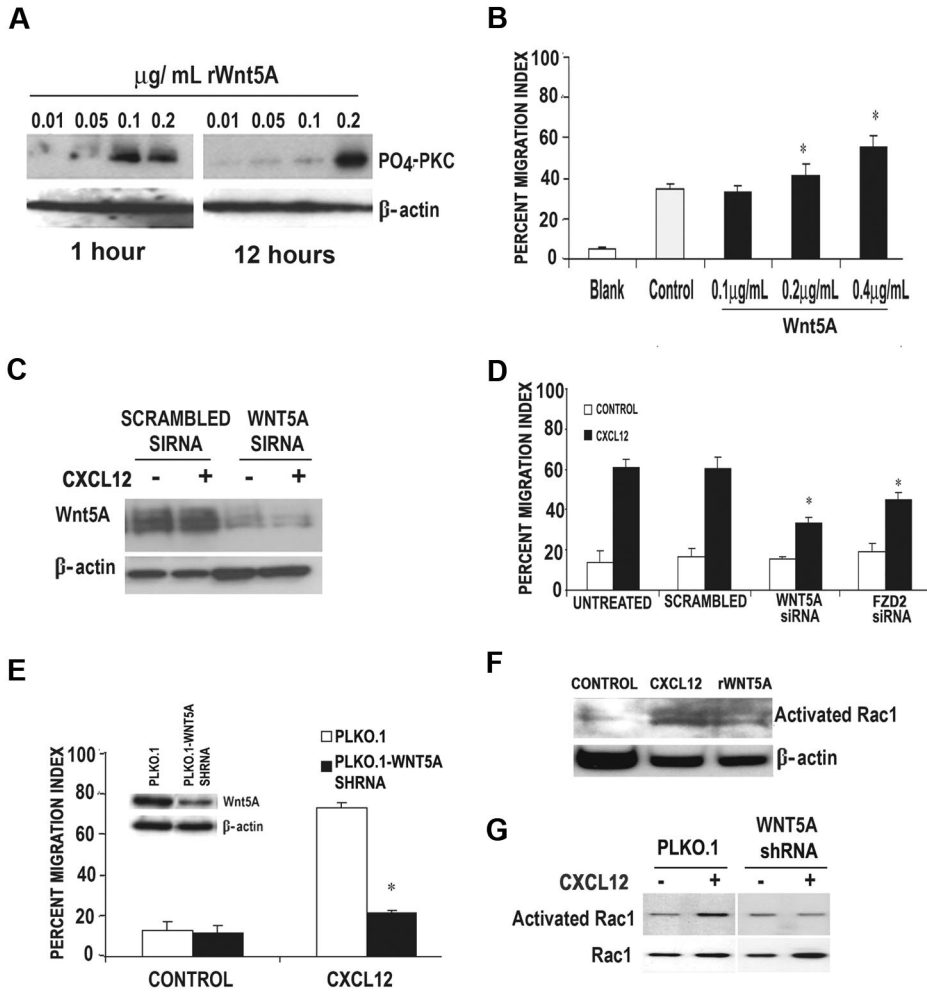 A
μg/ mL rWnt5A
0.01 0.05 0.1 0.2 0.01 0.05 0.1 0.2
PO4-PKC
β-actin
1 hour 12 hours
B
PERCENT MIGRATION INDEX
100
80
60
40
20
0
* *
Blank Control 0.1μg/mL 0.2μg/mL 0.4μg/mL
Wnt5A
C
SCRAMBLED SIRNA
WNT5A SIRNA
CXCL12 - + - +
Wnt5A
β-actin
D
PERCENT MIGRATION INDEX
100
80
60
40
20
0
CONTROL
CXCL12
* *
UNTREATED SCRAMBLED WNT5A siRNA FZD2 siRNA
E
PERCENT MIGRATION INDEX
100
80
60
40
20
0
PLKO.1
PLKO.1-WNT5A SHRNA
Wnt5A
β-actin
PLKO.1
PLKO.1-WNT5A
SHRNA
*
CONTROL CXCL12
F
CONTROL CXCL12 rWNT5A
Activated Rac1
β-actin
G
PLKO.1
WNT5A
shRNA
CXCL12 - + - +
Activated Rac1
Rac1